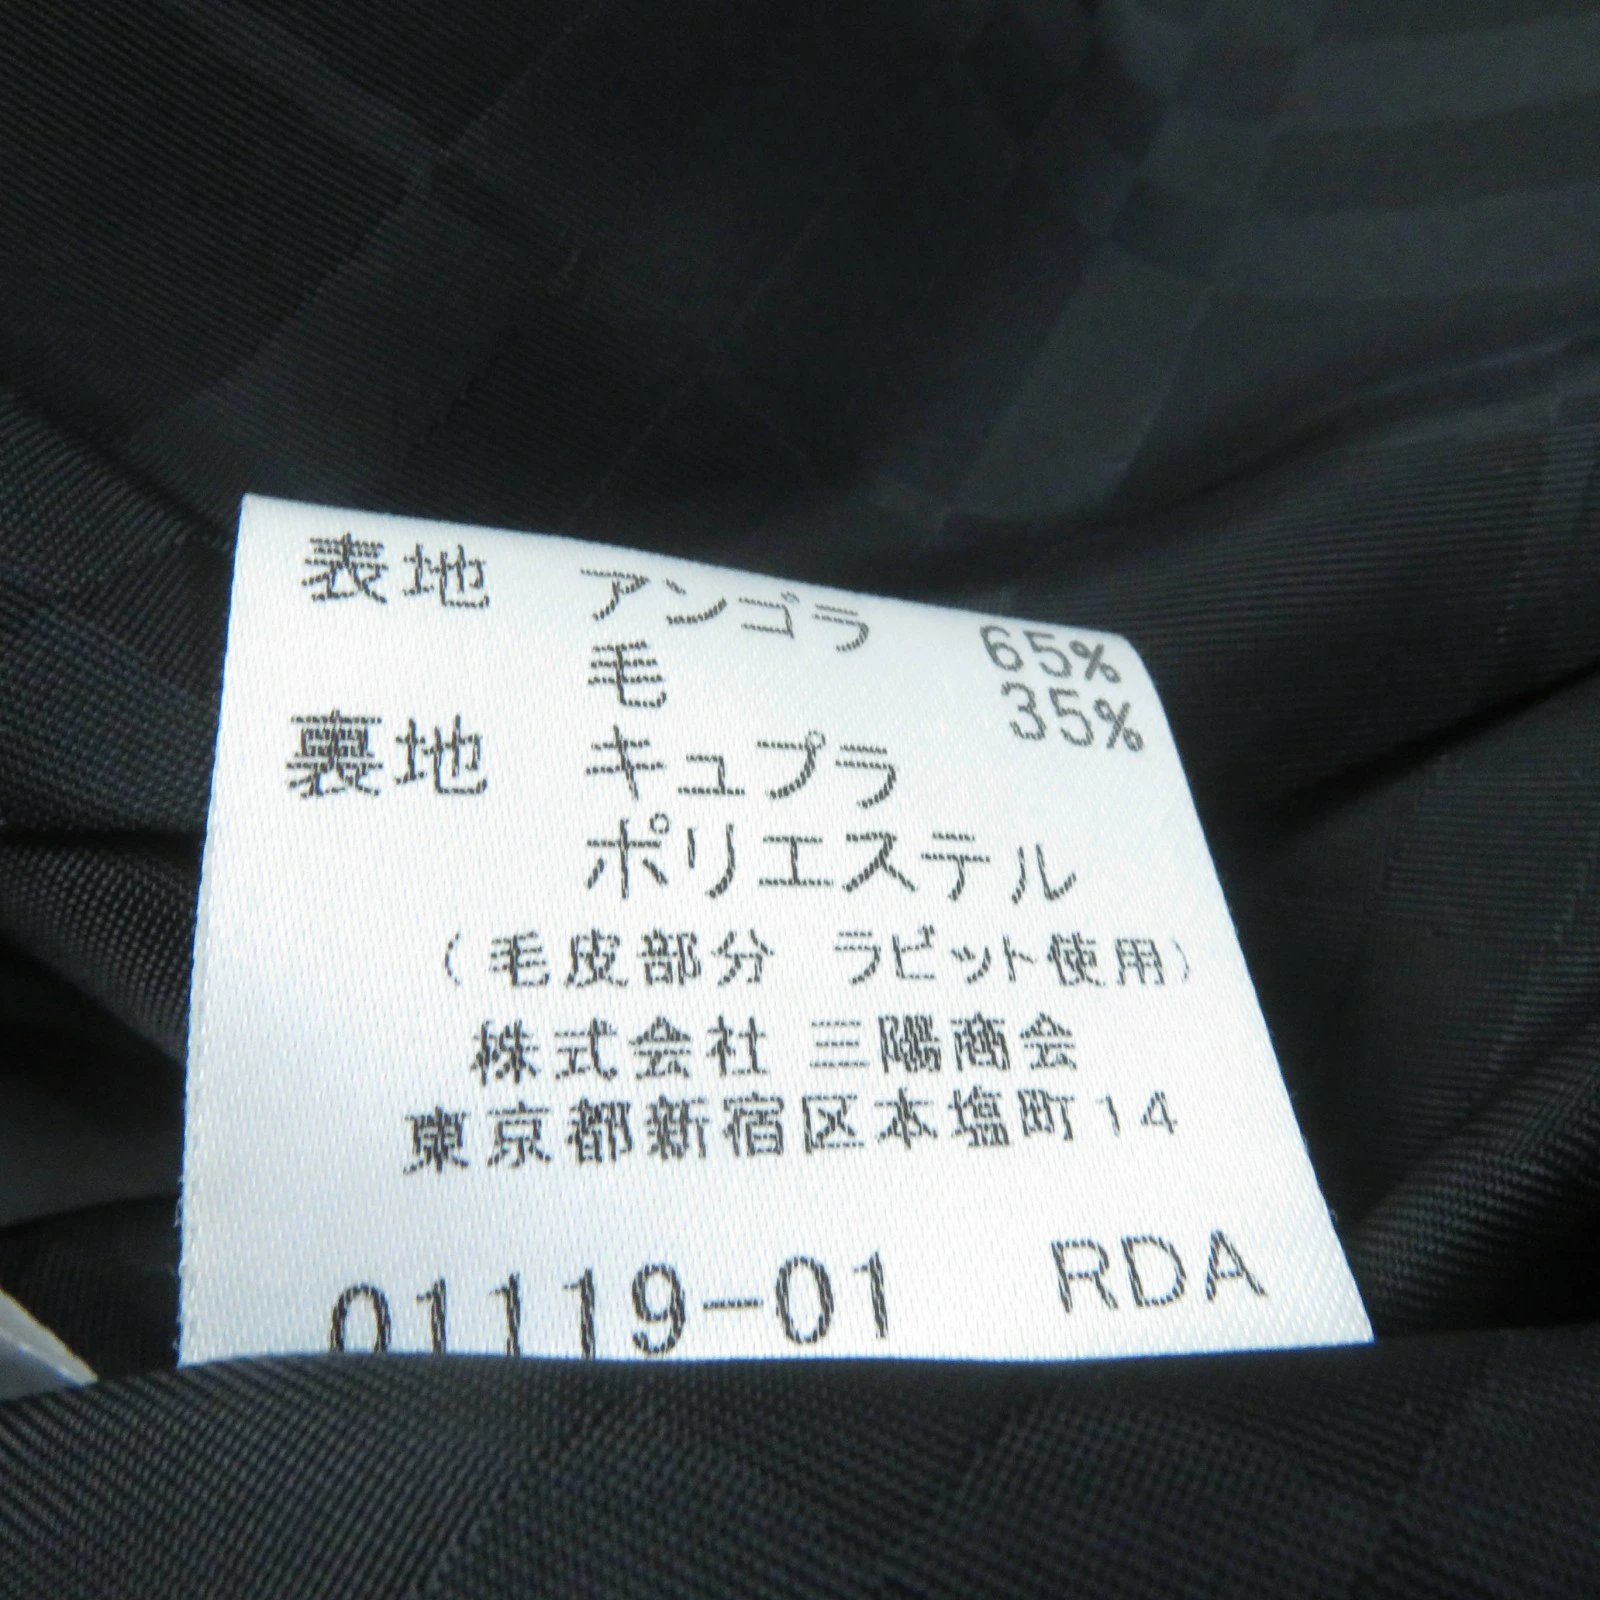 表地 アンゴラ 65%
毛 35%
裏地 キュプラ
ポリエステル
(毛皮部分 ラビット使用)
株式会社 三陽商会
東京都新宿区本塩町14
01119-01 RDA